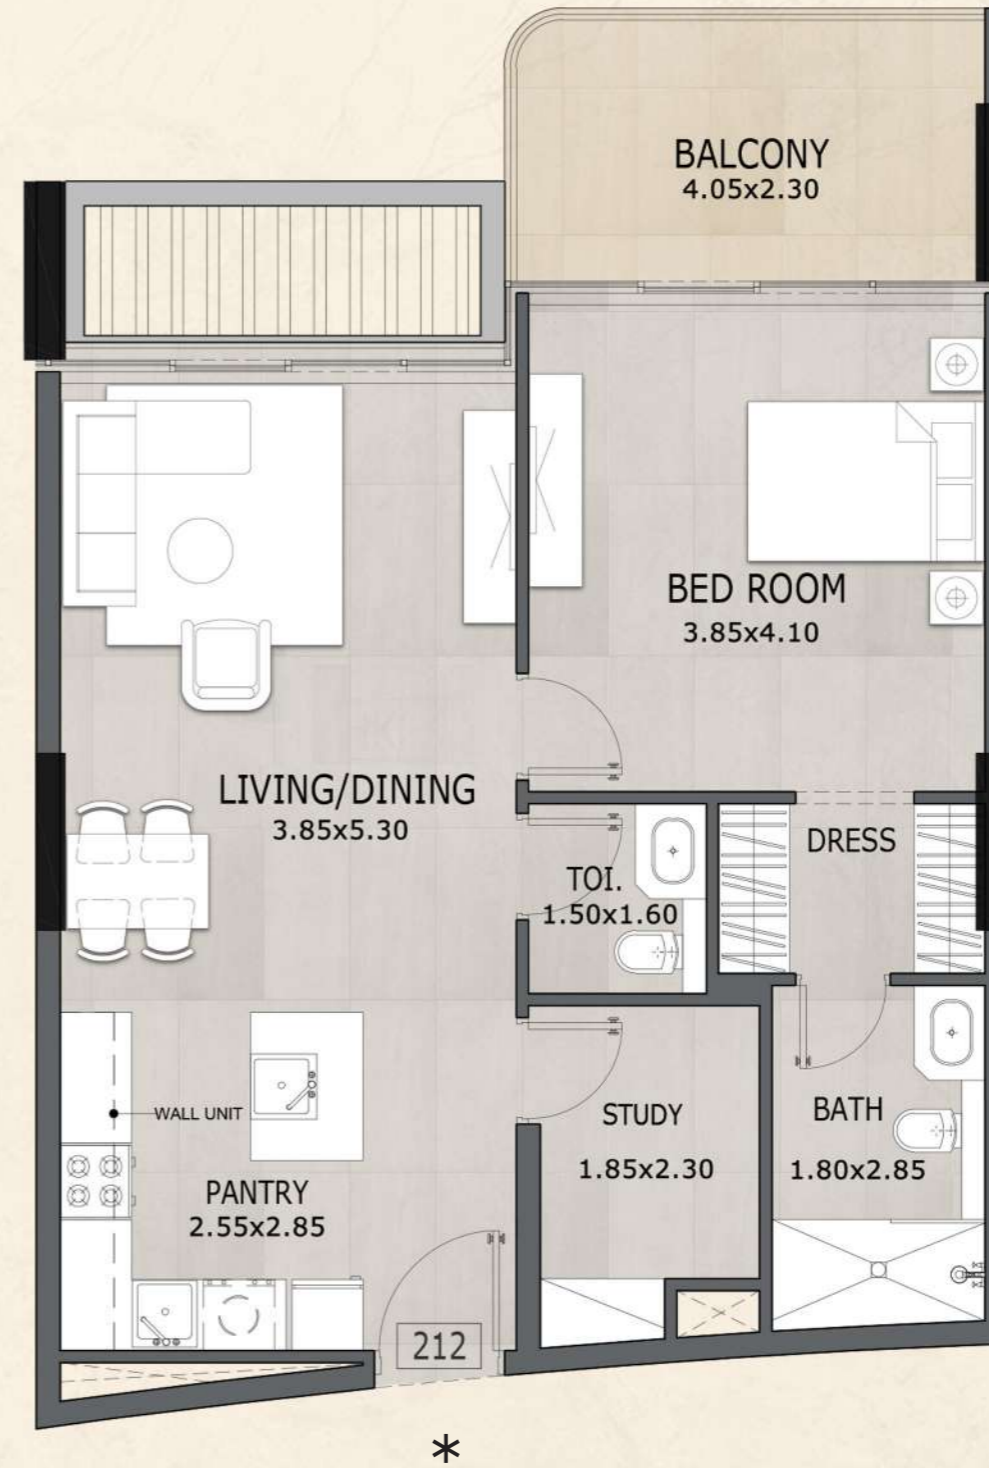 BALCONY
4.05x2.30
BED ROOM
3.85x4.10
LIVING/DINING
3.85x5.30
DRESS
TOI.
1.50x1.60
WALL UNIT
STUDY
1.85x2.30
BATH
1.80x2.85
PANTRY
2.55x2.85
212
*